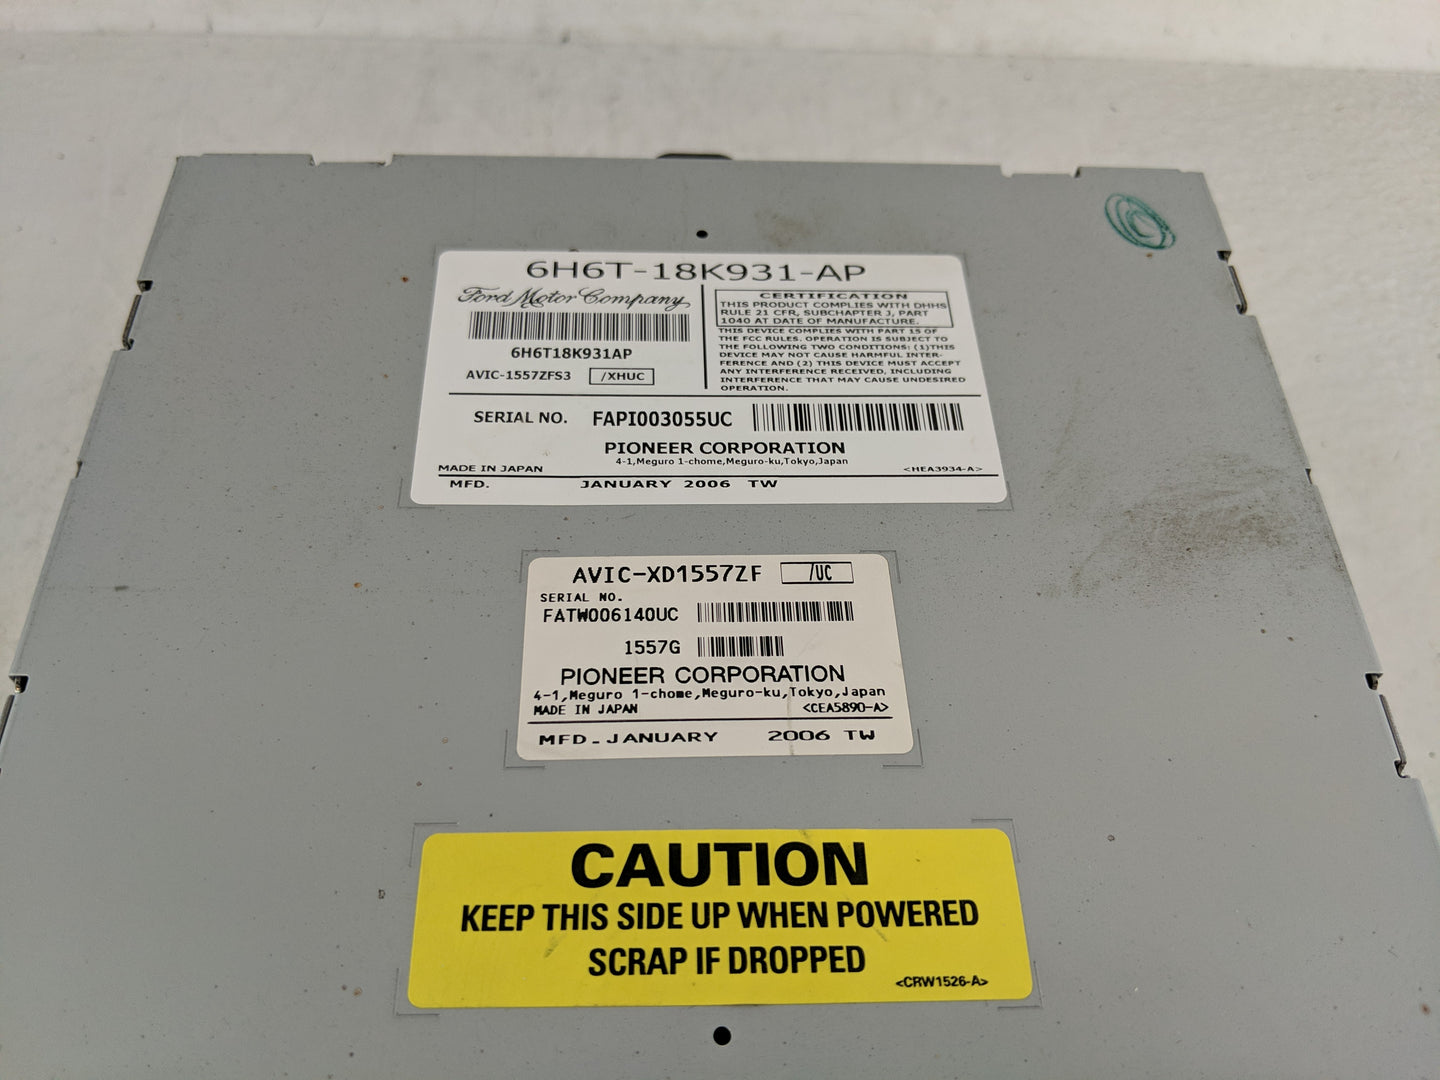 6H6T-18K931-AP
Ford Motor Company
6H6T18K931AP
AVIC-1557ZFS3 /XHUC
CERTIFICATION
THIS PRODUCT COMPLIES WITH DHHS
RULE 21 CFR, SUBCHAPTER J, PART
1040 AT DATE OF MANUFACTURE.
THIS DEVICE COMPLIES WITH PART 15 OF
THE FCC RULES. OPERATION IS SUBJECT TO
THE FOLLOWING TWO CONDITIONS: (1)THIS
DEVICE MAY NOT CAUSE HARMFUL INTER-
FERENCE AND (2) THIS DEVICE MUST ACCEPT
ANY INTERFERENCE RECEIVED, INCLUDING
INTERFERENCE THAT MAY CAUSE UNDESIRED
OPERATION.
SERIAL NO. FAPI003055UC
PIONEER CORPORATION
4-1,Meguro 1-chome,Meguro-ku,Tokyo,Japan
MADE IN JAPAN <HEA3934-A>
MFD. JANUARY 2006 TW
AVIC-XD1557ZF /UC
SERIAL NO.
FATW006140UC
1557G
PIONEER CORPORATION
4-1,Meguro 1-chome,Meguro-ku,Tokyo,Japan
MADE IN JAPAN <CEA5890-A>
MFD.JANUARY 2006 TW
CAUTION
KEEP THIS SIDE UP WHEN POWERED
SCRAP IF DROPPED
<CRW1526-A>